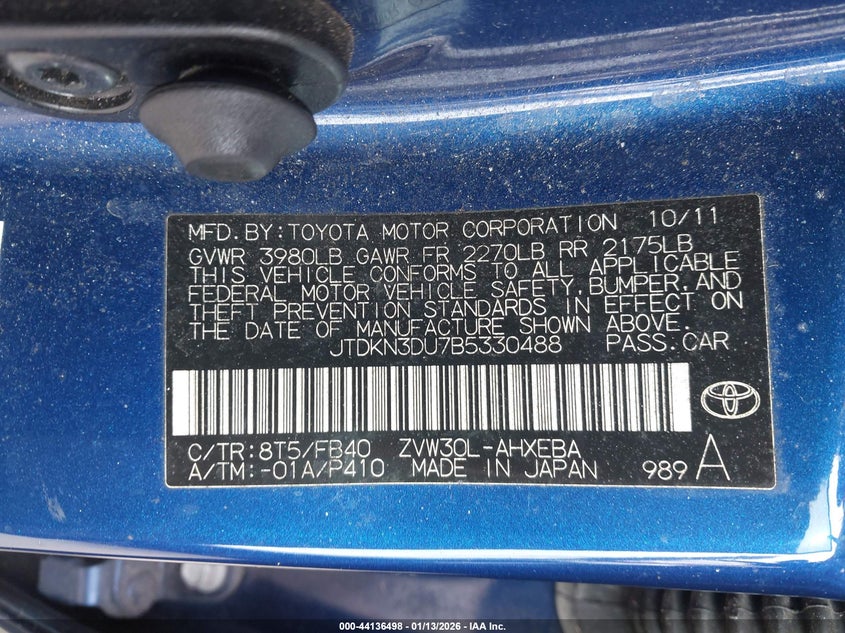 MFD. BY: TOYOTA MOTOR CORPORATION 10/11
GVWR 3980LB GAWR FR 2270LB RR 2175LB
THIS VEHICLE CONFORMS TO ALL APPLICABLE
FEDERAL MOTOR VEHICLE SAFETY, BUMPER, AND
THEFT PREVENTION STANDARDS IN EFFECT ON
THE DATE OF MANUFACTURE SHOWN ABOVE.
JTDKN3DU7B5330488 PASS. CAR
C/TR: 8T5/FB40 ZVW30L-AHXEBA
A/TM: -01A/P410 MADE IN JAPAN 989 A
000-44136498 - 01/13/2026 - IAA Inc.